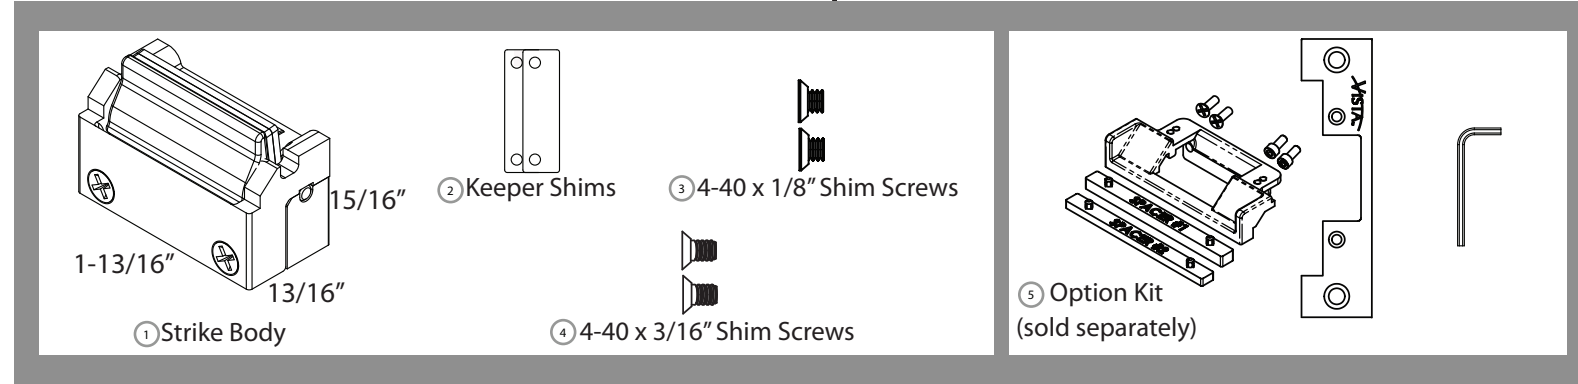 15/16”
1-13/16”
13/16”
1 Strike Body
2 Keeper Shims
3 4-40 x 1/8” Shim Screws
4 4-40 x 3/16” Shim Screws
VISTA
SPACER #1
SPACER #2
5 Option Kit
(sold separately)